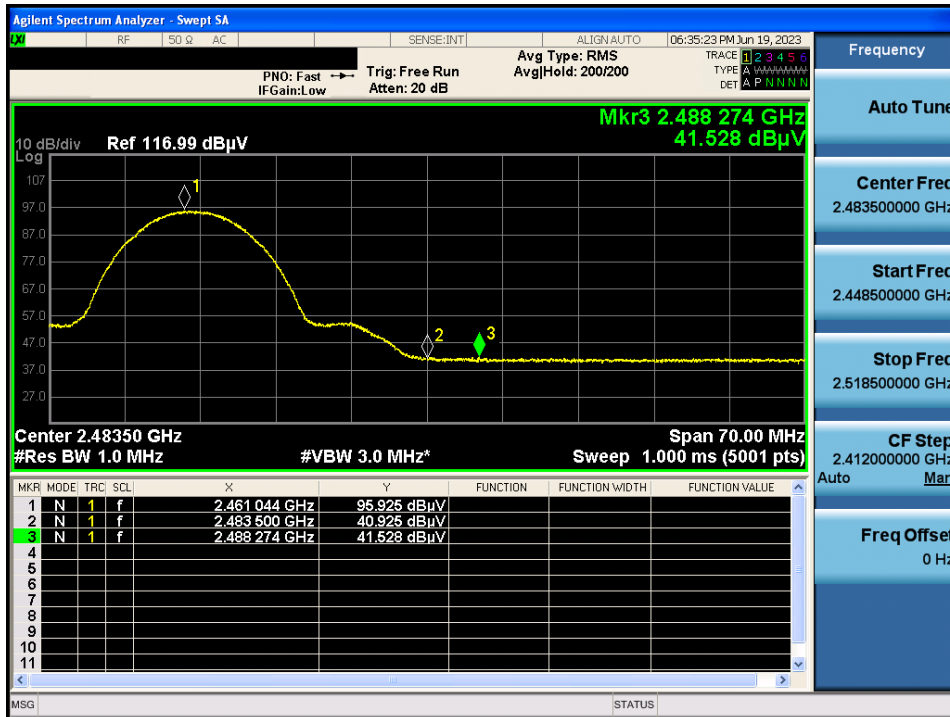 Agilent Spectrum Analyzer - Swept SA
LXI RF 50 Ω AC SENSE:INT ALIGN AUTO 06:35:23 PM Jun 19, 2023
PNO: Fast Trig: Free Run Avg Type: RMS TRACE 1 2 3 4 5 6
IFGain:Low Atten: 20 dB Avg|Hold: 200/200 TYPE A WWWWW
DET A P N N N N
Mkr3 2.488 274 GHz
41.528 dBµV
10 dB/div Ref 116.99 dBµV
Log
107
97.0
87.0
77.0
67.0
57.0
47.0
37.0
27.0
1
2
3
Center 2.48350 GHz Span 70.00 MHz
#Res BW 1.0 MHz #VBW 3.0 MHz* Sweep 1.000 ms (5001 pts)
MKR MODE TRC SCL X Y FUNCTION FUNCTION WIDTH FUNCTION VALUE
1 N 1 f 2.461 044 GHz 95.925 dBµV
2 N 1 f 2.483 500 GHz 40.925 dBµV
3 N 1 f 2.488 274 GHz 41.528 dBµV
4
5
6
7
8
9
10
11
MSG STATUS
Frequency
Auto Tune
Center Freq
2.483500000 GHz
Start Freq
2.448500000 GHz
Stop Freq
2.518500000 GHz
CF Step
2.412000000 GHz
Auto Man
Freq Offset
0 Hz